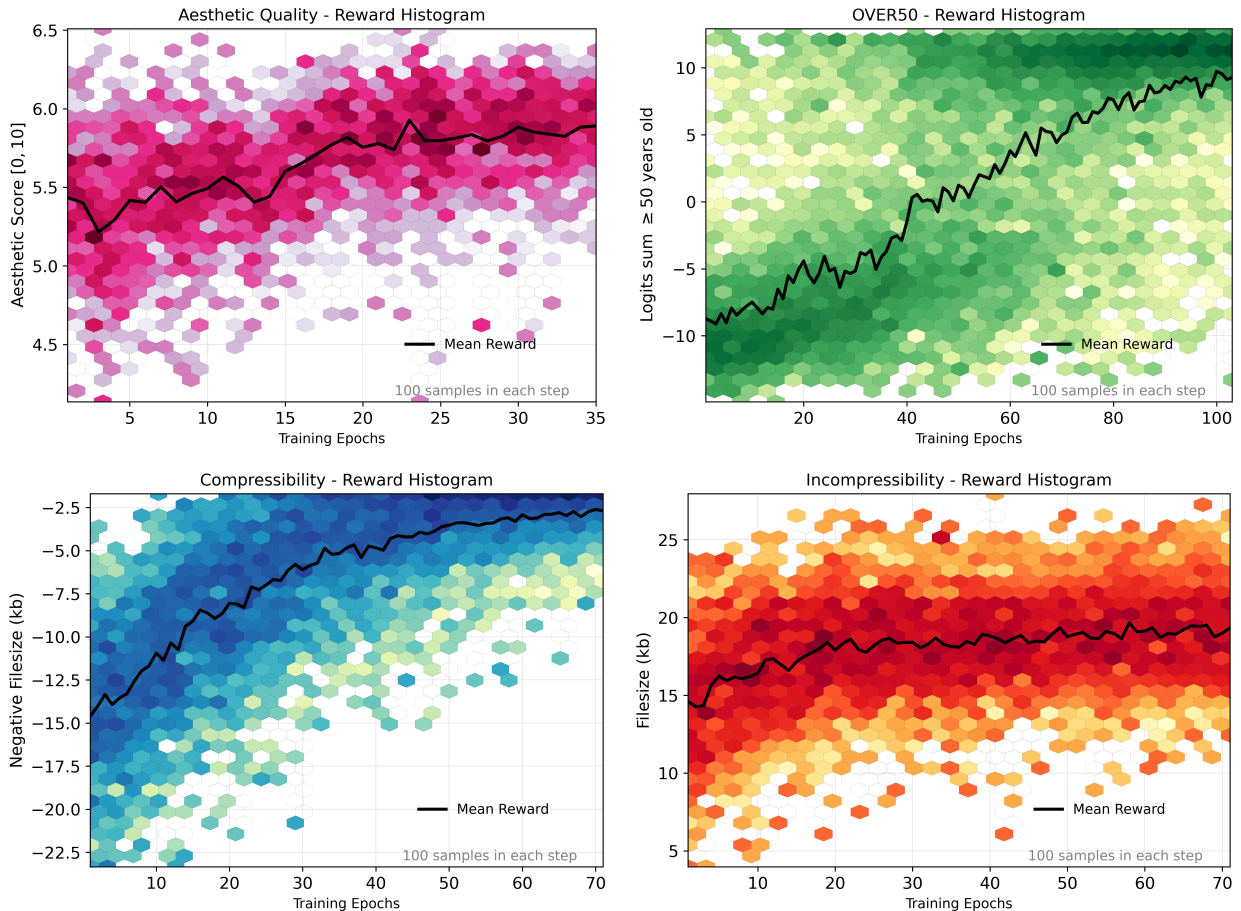 Aesthetic Quality - Reward Histogram
6.5
6.0
5.5
5.0
4.5
Aesthetic Score [0, 10]
Mean Reward
100 samples in each step
5 10 15 20 25 30 35
Training Epochs
OVER50 - Reward Histogram
10
5
0
−5
−10
Logits sum ≥50 years old
Mean Reward
100 samples in each step
20 40 60 80 100
Training Epochs
Compressibility - Reward Histogram
−2.5
−5.0
−7.5
−10.0
−12.5
−15.0
−17.5
−20.0
−22.5
Negative Filesize (kb)
Mean Reward
100 samples in each step
10 20 30 40 50 60 70
Training Epochs
Incompressibility - Reward Histogram
25
20
15
10
5
Filesize (kb)
Mean Reward
100 samples in each step
10 20 30 40 50 60 70
Training Epochs